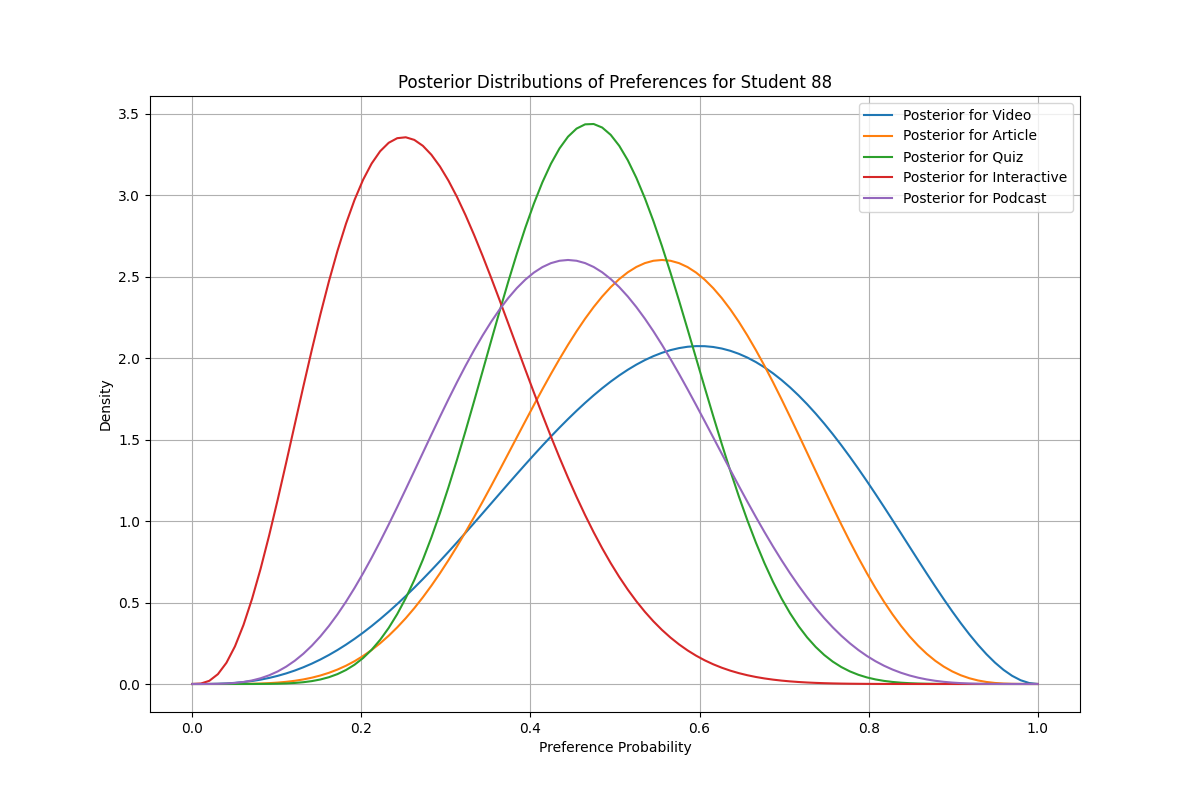 Posterior Distributions of Preferences for Student 88
Posterior for Video
Posterior for Article
Posterior for Quiz
Posterior for Interactive
Posterior for Podcast
Density
3.5
3.0
2.5
2.0
1.5
1.0
0.5
0.0
0.0 0.2 0.4 0.6 0.8 1.0
Preference Probability